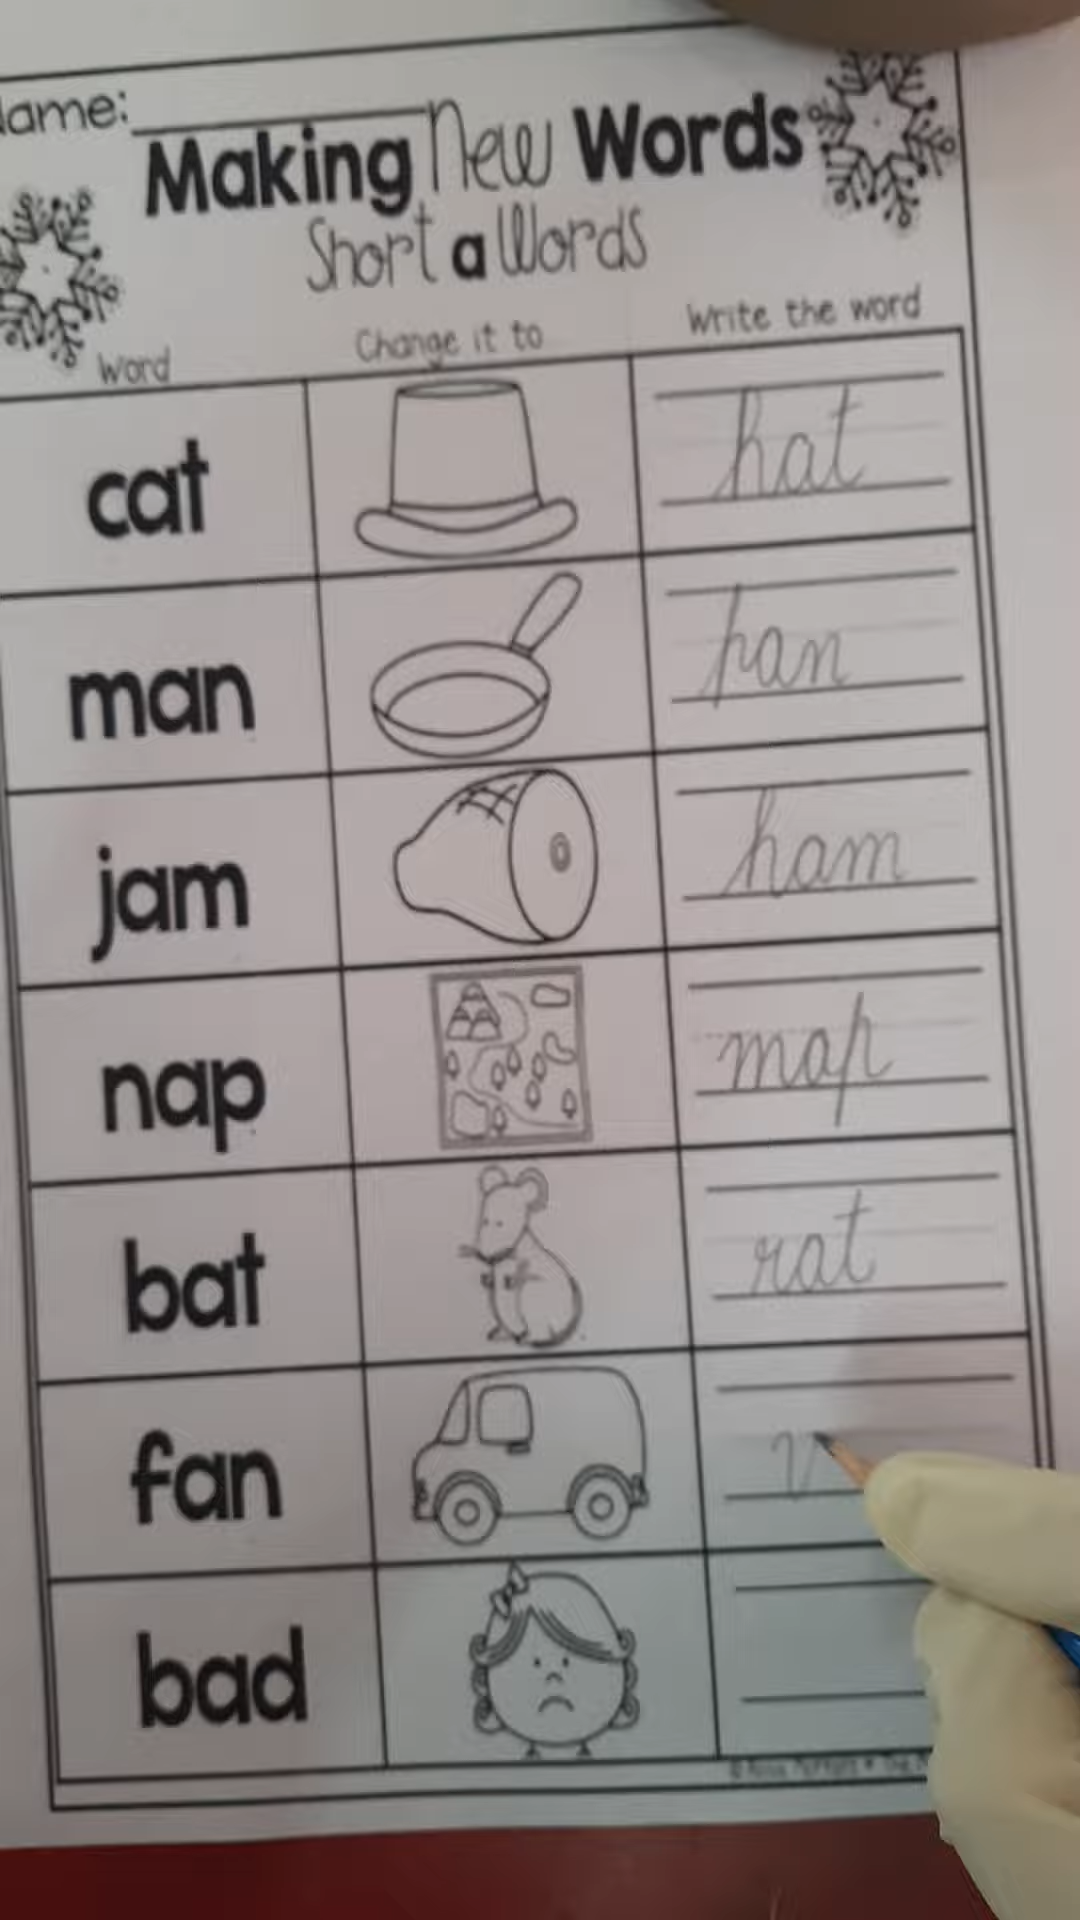 ame:
Making New Words
Short a Words
Word Change it to Write the word
cat hat
man pan
jam ham
nap map
bat rat
fan v
bad